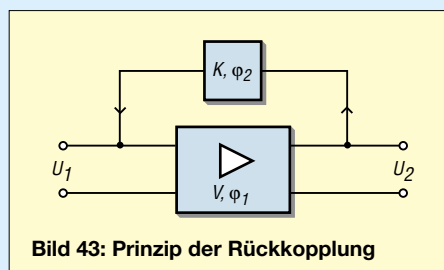 K, φ2
U1
U2
V, φ1
Bild 43: Prinzip der Rückkopplung